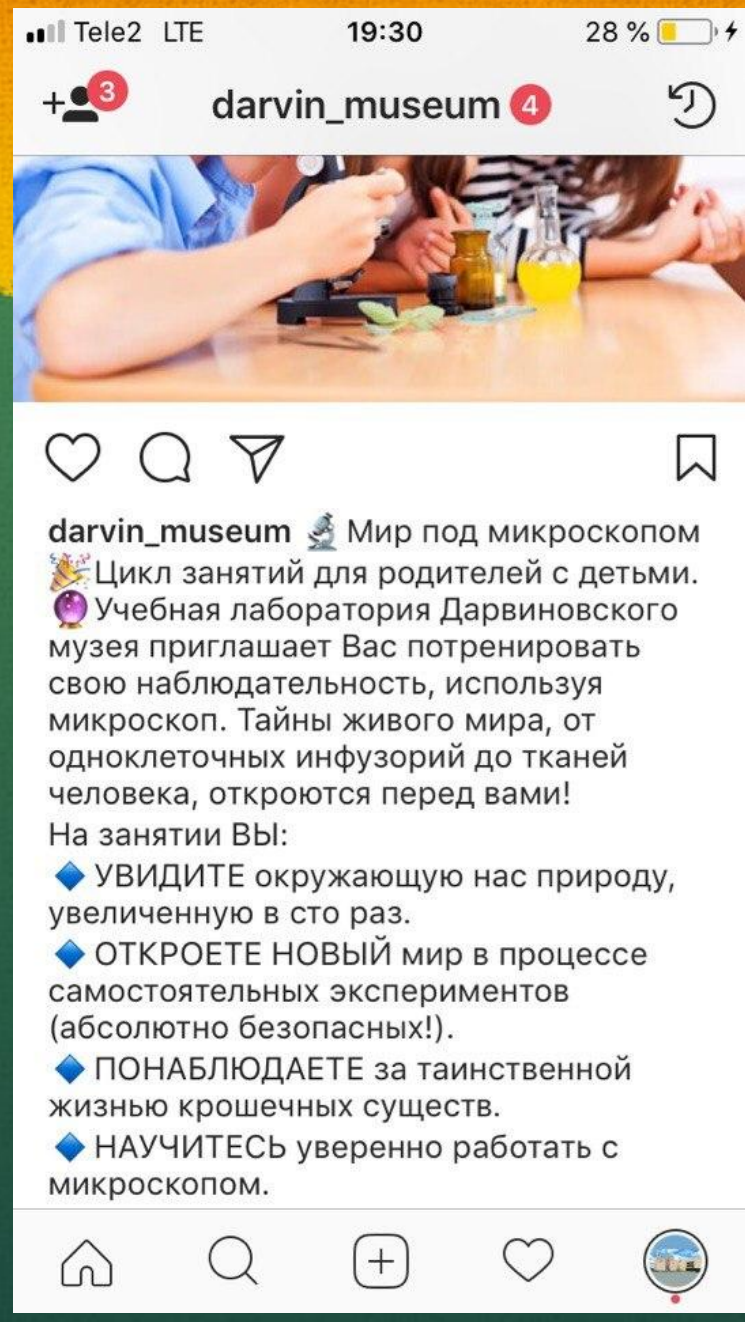 Tele2 LTE 19:30 28 %
3 darvin_museum 4
darvin_museum 🔬 Мир под микроскопом
🎉Цикл занятий для родителей с детьми.
🔮Учебная лаборатория Дарвиновского
музея приглашает Вас потренировать
свою наблюдательность, используя
микроскоп. Тайны живого мира, от
одноклеточных инфузорий до тканей
человека, откроются перед вами!
На занятии ВЫ:
🔷 УВИДИТЕ окружающую нас природу,
увеличенную в сто раз.
🔷 ОТКРОЕТЕ НОВЫЙ мир в процессе
самостоятельных экспериментов
(абсолютно безопасных!).
🔷 ПОНАБЛЮДАЕТЕ за таинственной
жизнью крошечных существ.
🔷 НАУЧИТЕСЬ уверенно работать с
микроскопом.